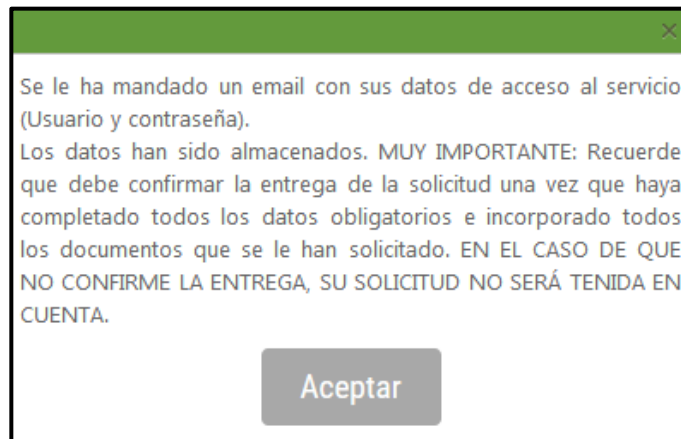 Se le ha mandado un email con sus datos de acceso al servicio
(Usuario y contraseña).
Los datos han sido almacenados. MUY IMPORTANTE: Recuerde
que debe confirmar la entrega de la solicitud una vez que haya
completado todos los datos obligatorios e incorporado todos
los documentos que se le han solicitado. EN EL CASO DE QUE
NO CONFIRME LA ENTREGA, SU SOLICITUD NO SERÁ TENIDA EN
CUENTA.
Aceptar